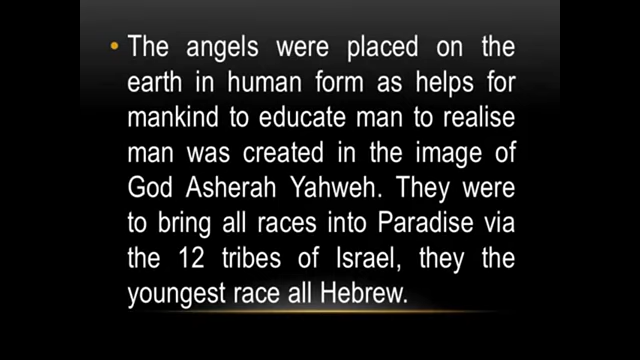 • The angels were placed on the
earth in human form as helps for
mankind to educate man to realise
man was created in the image of
God Asherah Yahweh. They were
to bring all races into Paradise via
the 12 tribes of Israel, they the
youngest race all Hebrew.